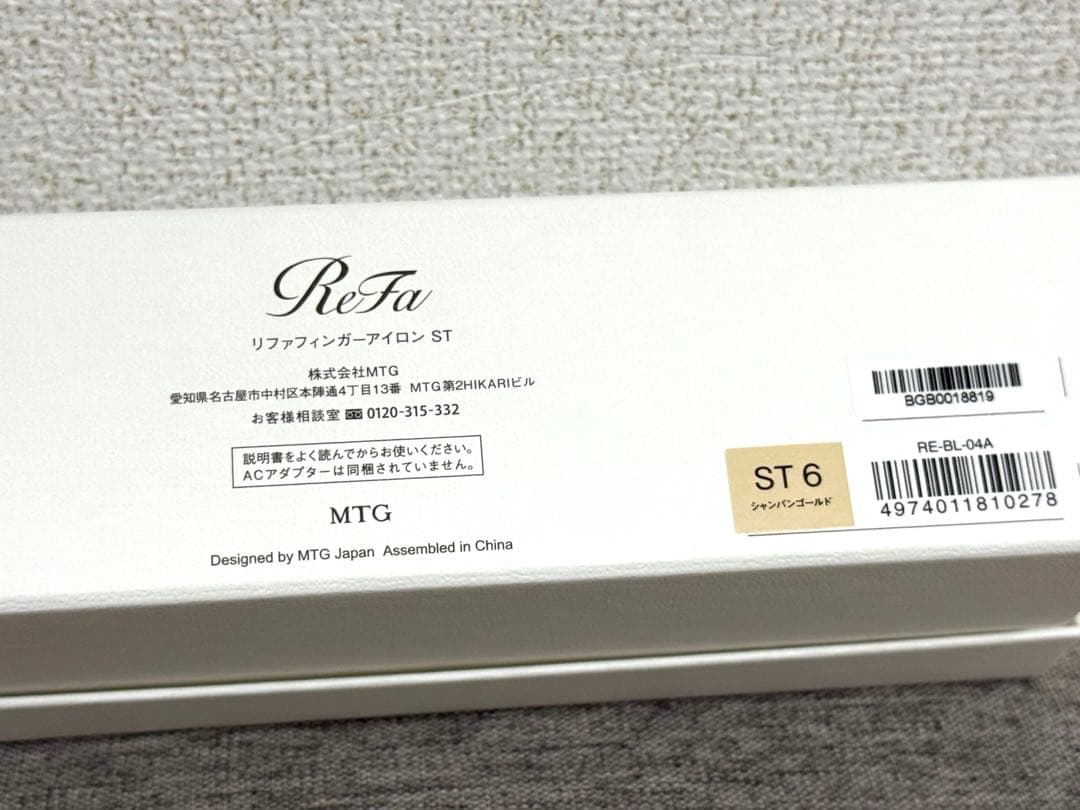 ReFa
リファフィンガーアイロン ST
株式会社MTG
愛知県名古屋市中村区本陣通4丁目13番 MTG第2HIKARIビル
お客様相談室 0120-315-332
説明書をよく読んでからお使いください。
ACアダプターは同梱されていません。
MTG
Designed by MTG Japan Assembled in China
BGB0018819
ST 6
シャンパンゴールド
RE-BL-04A
4974011810278